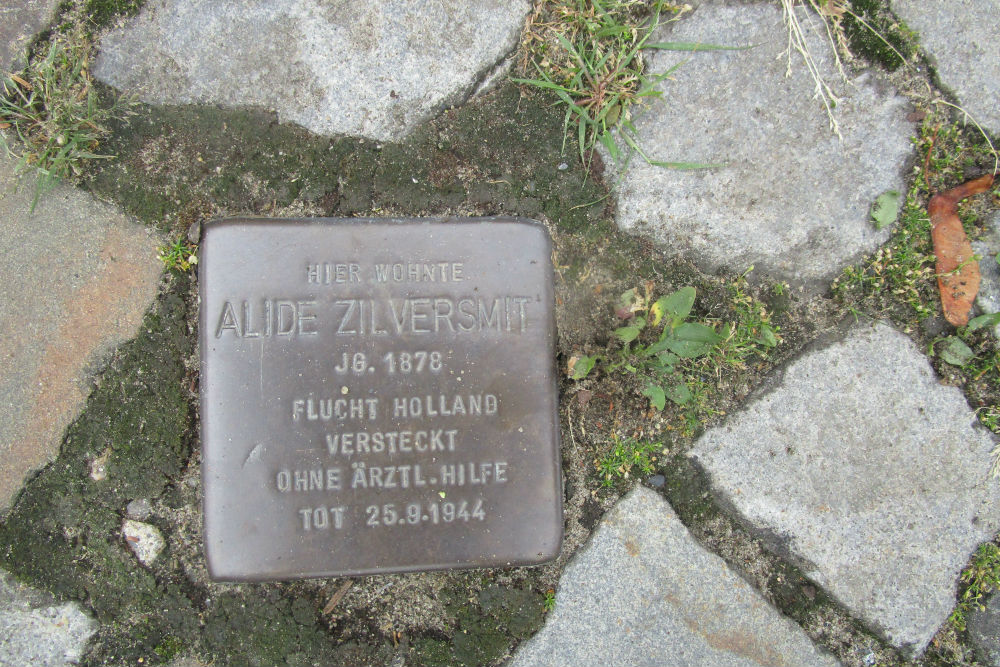 HIER WOHNTE
ALIDE ZILVERSMIT
JG. 1878
FLUCHT HOLLAND
VERSTECKT
OHNE ÄRZTL. HILFE
TOT 25.9.1944